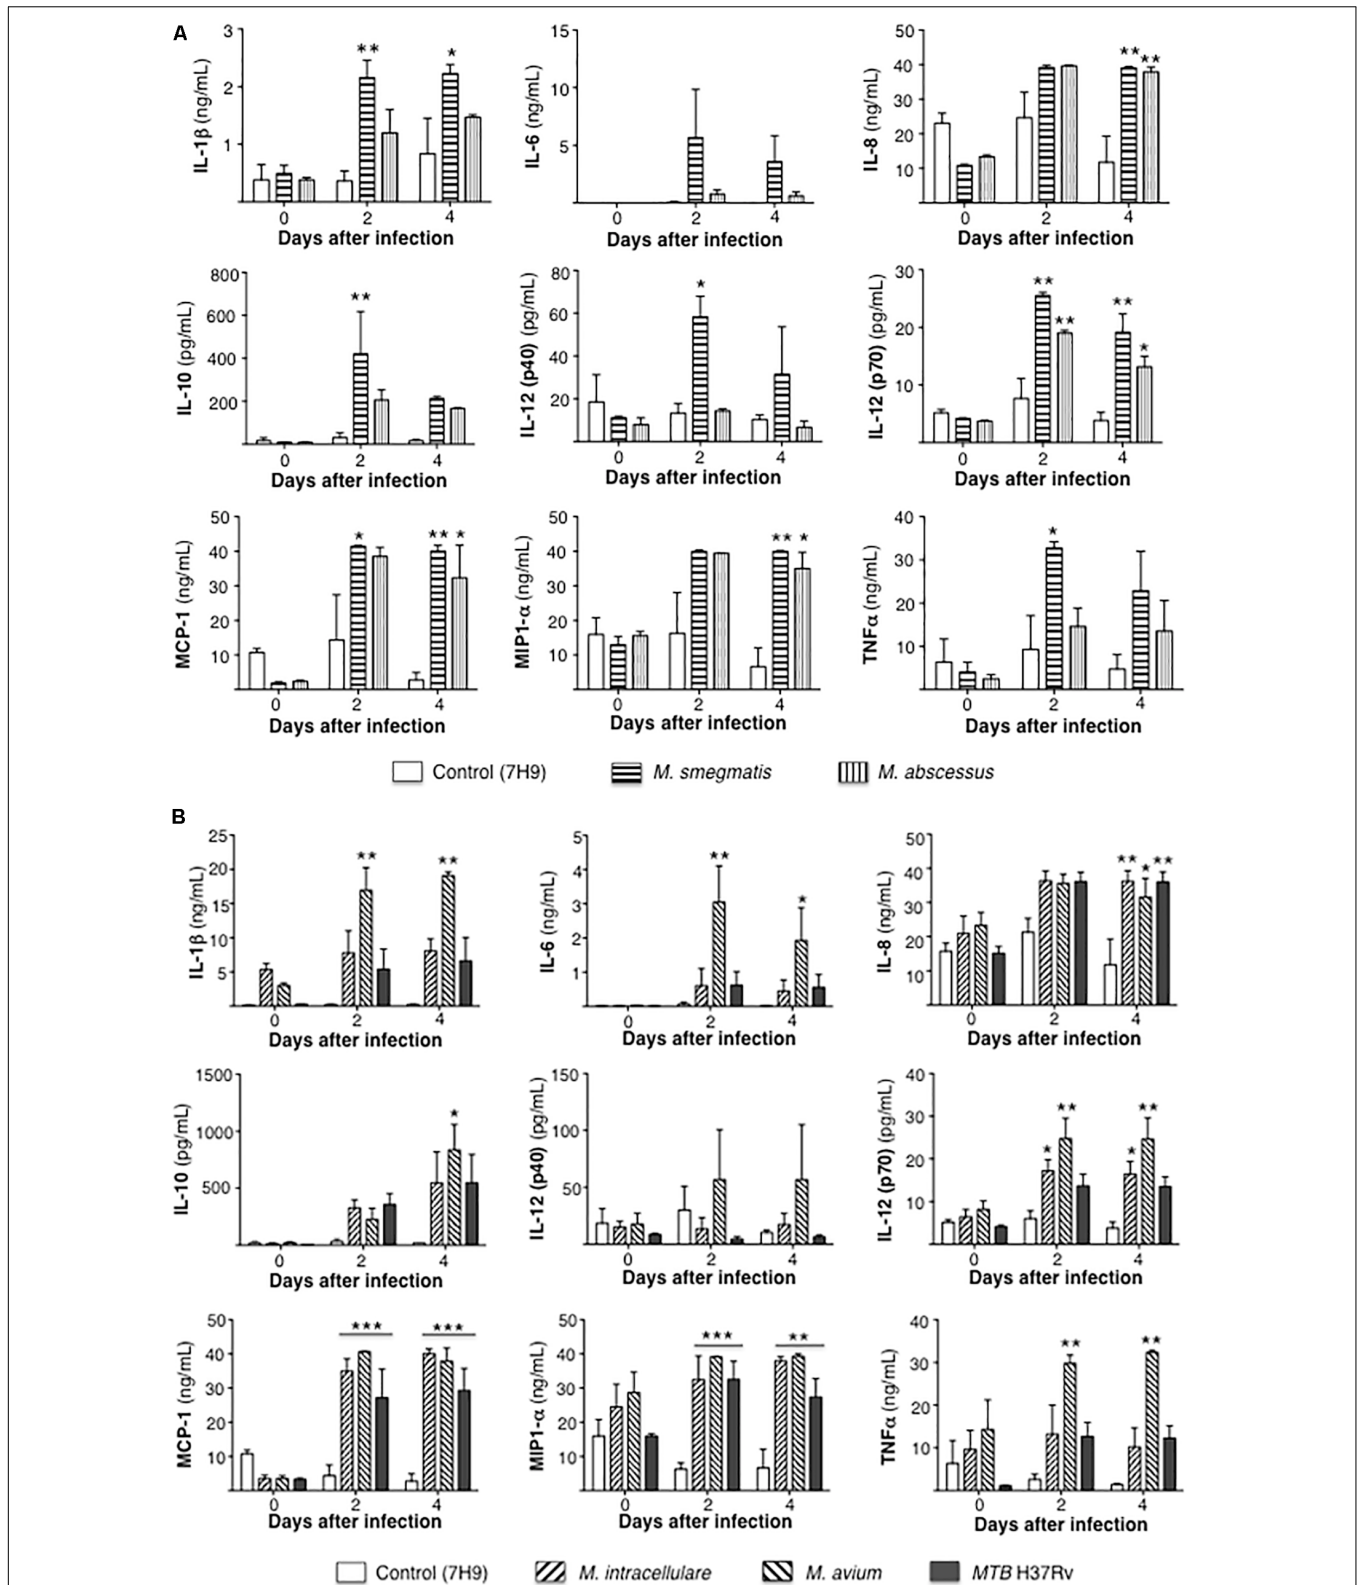 A
IL-1β (ng/mL)
3
2
1
**
*
0 2 4
Days after infection
IL-6 (ng/mL)
15
10
5
0 2 4
Days after infection
IL-8 (ng/mL)
50
40
30
20
10
** **
0 2 4
Days after infection
IL-10 (pg/mL)
800
600
400
200
**
0 2 4
Days after infection
IL-12 (p40) (pg/mL)
80
60
40
20
*
0 2 4
Days after infection
IL-12 (p70) (pg/mL)
30
20
10
** ** ** *
0 2 4
Days after infection
MCP-1 (ng/mL)
50
40
30
20
10
* ** *
0 2 4
Days after infection
MIP1-α (ng/mL)
50
40
30
20
10
** *
0 2 4
Days after infection
TNFα (ng/mL)
40
30
20
10
*
0 2 4
Days after infection
Control (7H9) M. smegmatis M. abscessus
B
IL-1β (ng/mL)
25
20
15
10
5
** **
0 2 4
Days after infection
IL-6 (ng/mL)
5
4
3
2
1
** *
0 2 4
Days after infection
IL-8 (ng/mL)
50
40
30
20
10
** * **
0 2 4
Days after infection
IL-10 (pg/mL)
1500
1000
500
*
0 2 4
Days after infection
IL-12 (p40) (pg/mL)
150
100
50
0 2 4
Days after infection
IL-12 (p70) (pg/mL)
40
30
20
10
* ** * **
0 2 4
Days after infection
MCP-1 (ng/mL)
50
40
30
20
10
*** ***
0 2 4
Days after infection
MIP1-α (ng/mL)
50
40
30
20
10
*** **
0 2 4
Days after infection
TNFα (ng/mL)
40
30
20
10
** **
0 2 4
Days after infection
Control (7H9) M. intracellulare M. avium MTB H37Rv